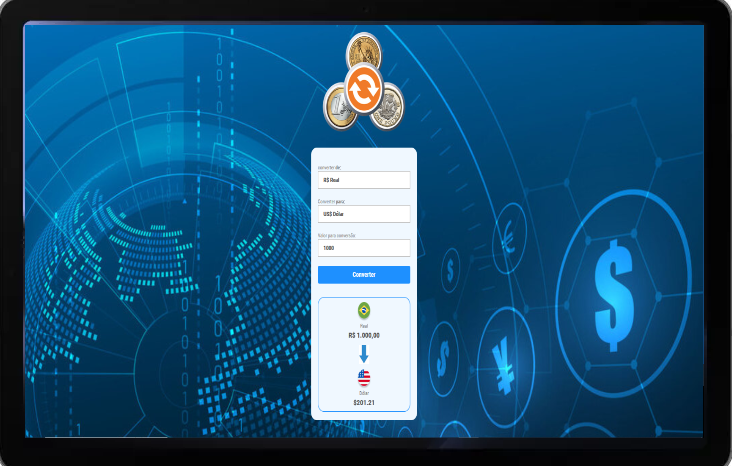 converter de:
R$ Real
Converter para:
US$ Dólar
Valor para conversão
1000
Converter
Real
R$ 1.000,00
Dólar
$201.21